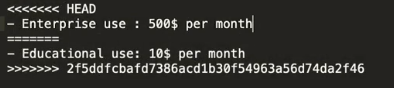 <<<<<<< HEAD
- Enterprise use : 500$ per month
=======
- Educational use: 10$ per month
>>>>>>> 2f5ddfcbafd7386acd1b30f54963a56d74da2f46